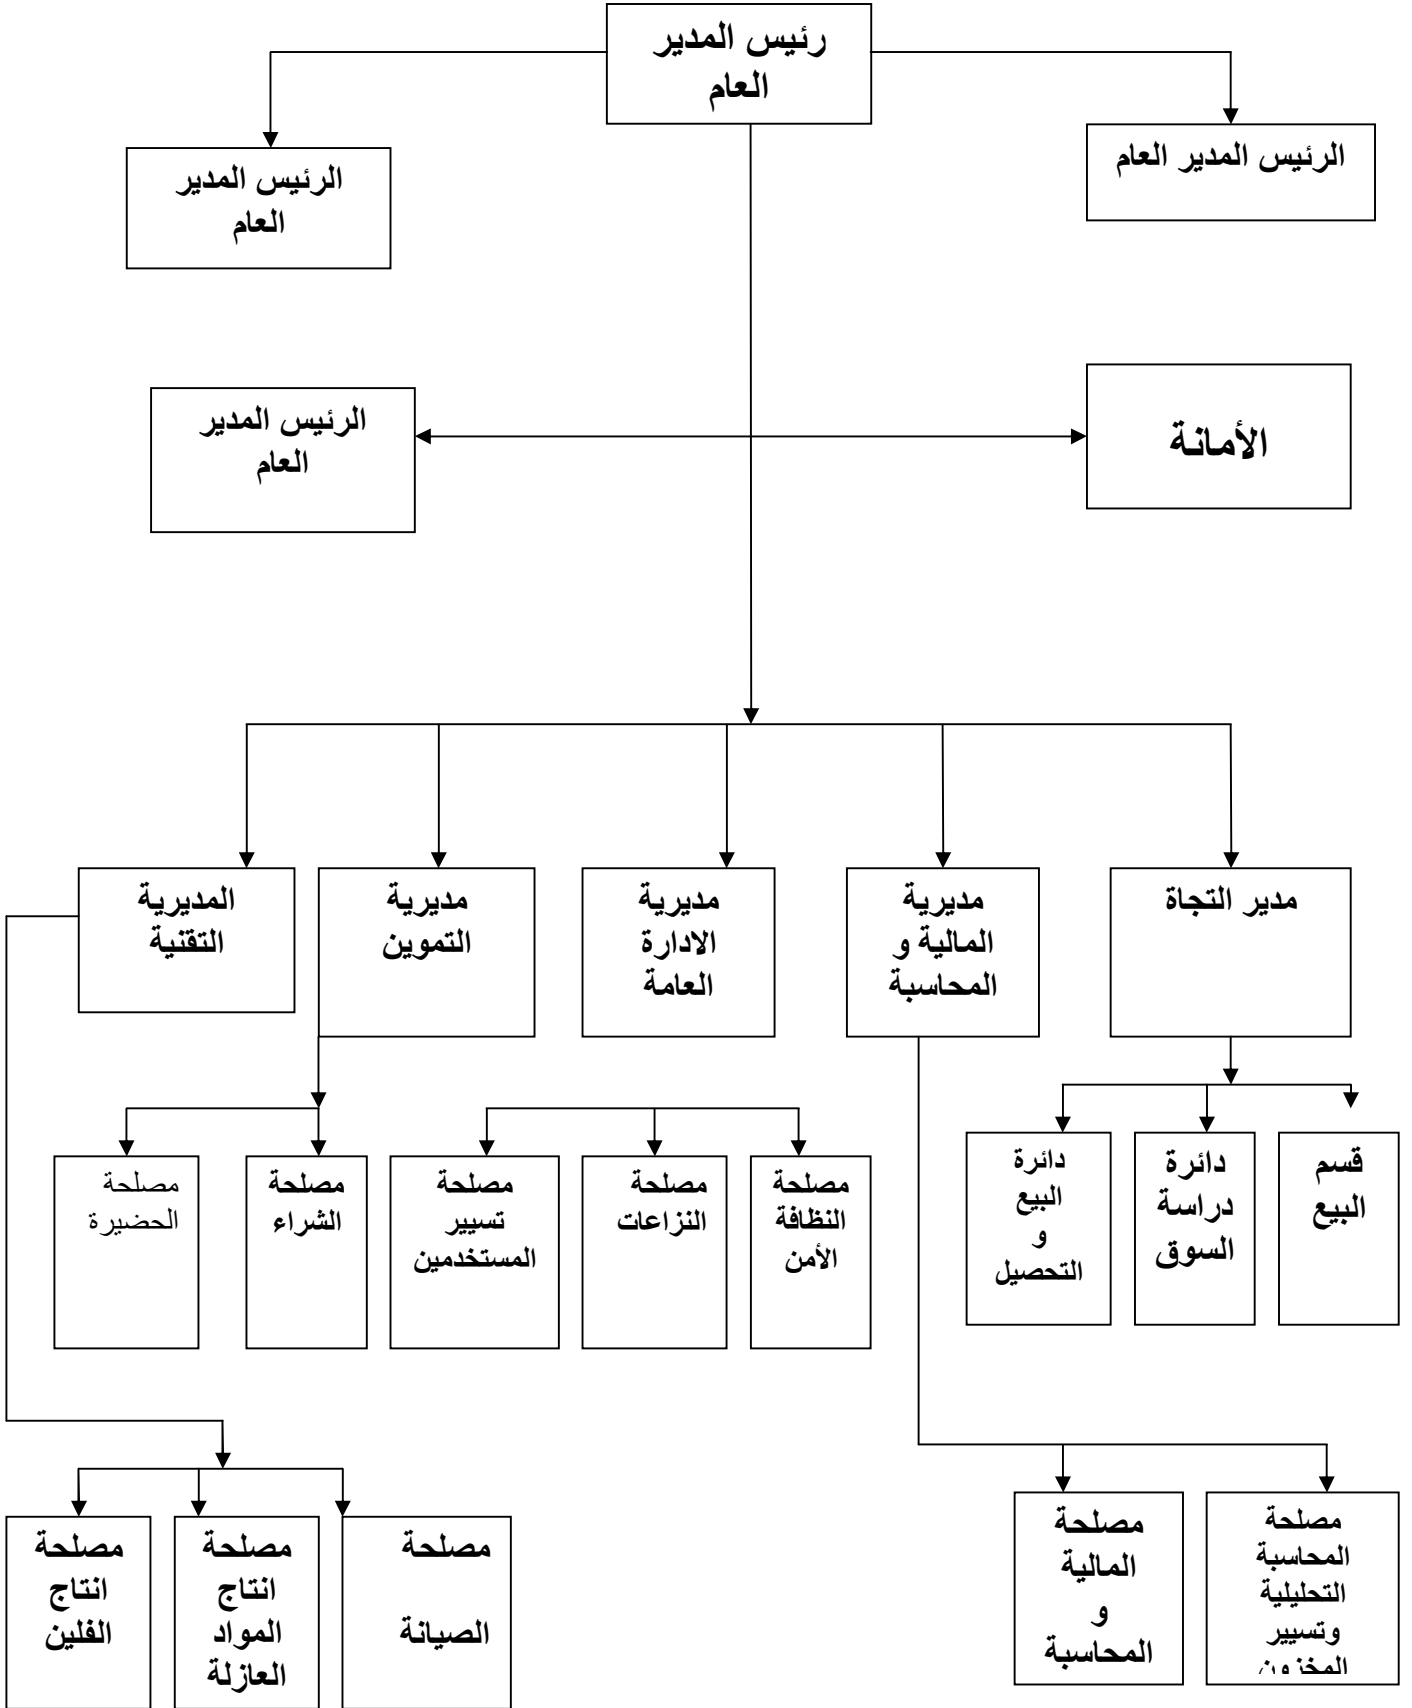 رئيس المدير
العام
الرئيس المدير العام
الرئيس المدير
العام
الأمانة
الرئيس المدير
العام
مدير التجاة
مديرية
المالية و
المحاسبة
مديرية
الادارة
العامة
مديرية
التموين
المديرية
التقنية
قسم
البيع
دائرة
دراسة
السوق
دائرة
البيع
و
التحصيل
مصلحة
النظافة
الأمن
مصلحة
النزاعات
مصلحة
تسيير
المستخدمين
مصلحة
الشراء
مصلحة
الحضيرة
مصلحة
المحاسبة
التحليلية
وتسيير
المخزون
مصلحة
المالية
و
المحاسبة
مصلحة
الصيانة
مصلحة
انتاج
المواد
العازلة
مصلحة
انتاج
الفلين